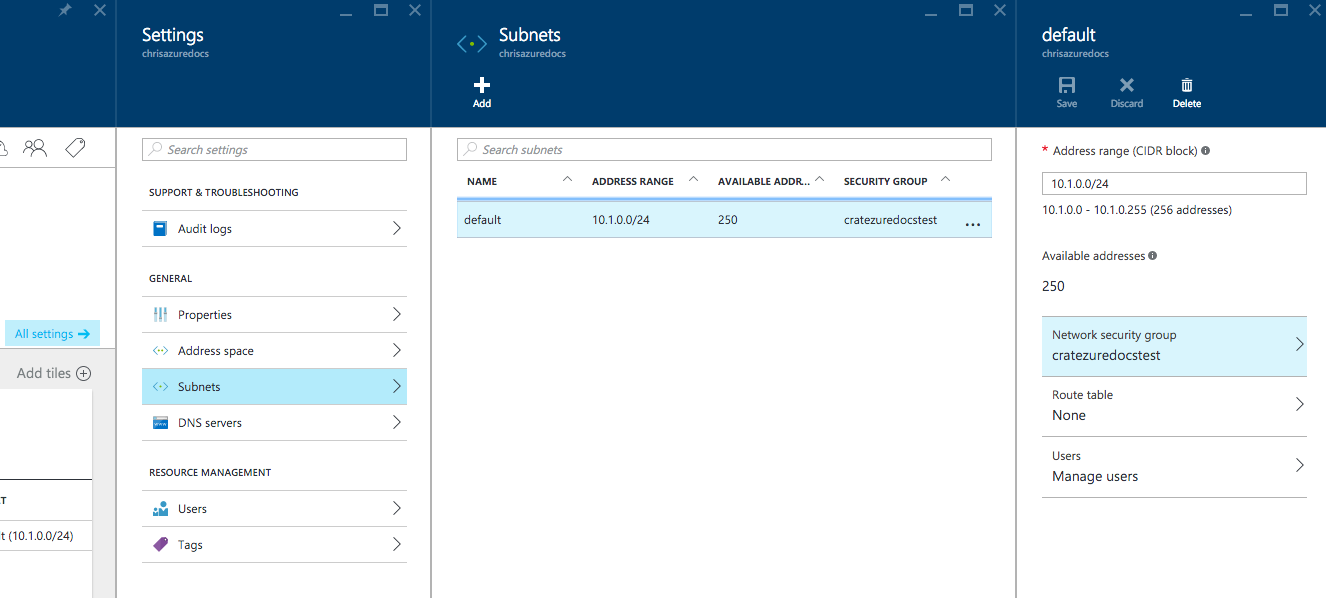 All settings
Add tiles
t (10.1.0.0/24)
Settings
chrisazuredocs
Search settings
SUPPORT & TROUBLESHOOTING
Audit logs
GENERAL
Properties
Address space
Subnets
DNS servers
RESOURCE MANAGEMENT
Users
Tags
Subnets
chrisazuredocs
Add
Search subnets
NAME ADDRESS RANGE AVAILABLE ADDR... SECURITY GROUP
default 10.1.0.0/24 250 cratezuredocstest ...
default
chrisazuredocs
Save Discard Delete
* Address range (CIDR block)
10.1.0.0/24
10.1.0.0 - 10.1.0.255 (256 addresses)
Available addresses
250
Network security group
cratezuredocstest
Route table
None
Users
Manage users